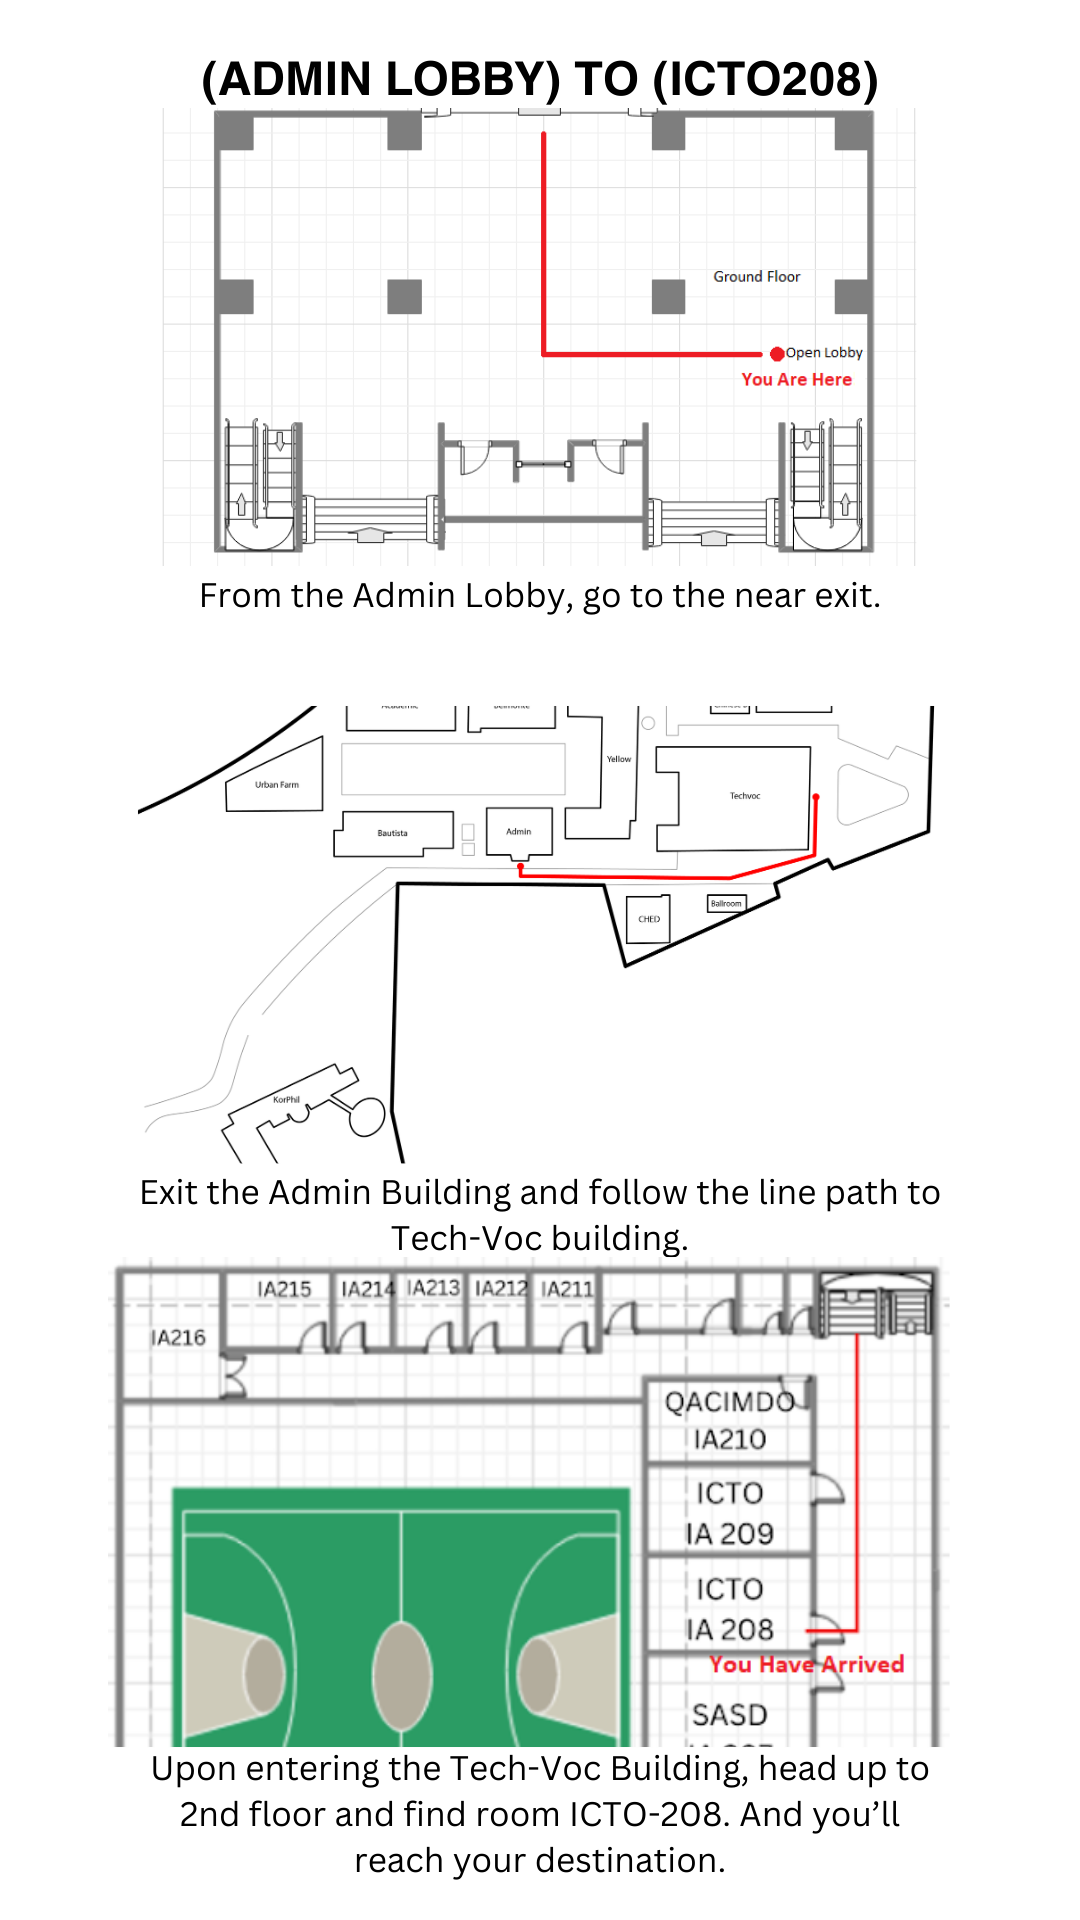 (ADMIN LOBBY) TO (ICTO208)
Ground Floor
Open Lobby
You Are Here
From the Admin Lobby, go to the near exit.
Academic
Belmonte
Yellow
Urban Farm
Techvoc
Bautista
Admin
CHED
Ballroom
KorPhil
Exit the Admin Building and follow the line path to
Tech-Voc building.
IA215
IA214
IA213
IA212
IA211
IA216
QACIMDO
IA210
ICTO
IA 209
ICTO
IA 208
You Have Arrived
SASD
Upon entering the Tech-Voc Building, head up to
2nd floor and find room ICTO-208. And you’ll
reach your destination.